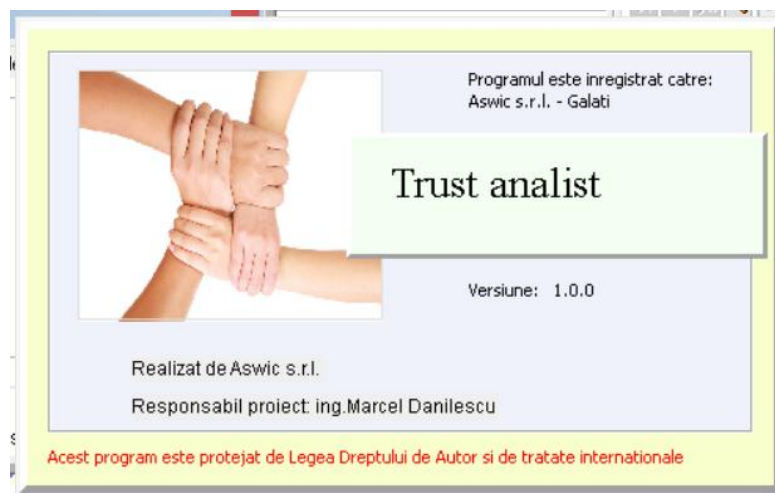 Programul este inregistrat catre:
Aswic s.r.l. - Galati
Trust analist
Versiune: 1.0.0
Realizat de Aswic s.r.l.
Responsabil proiect: ing.Marcel Danilescu
Acest program este protejat de Legea Dreptului de Autor si de tratate internationale